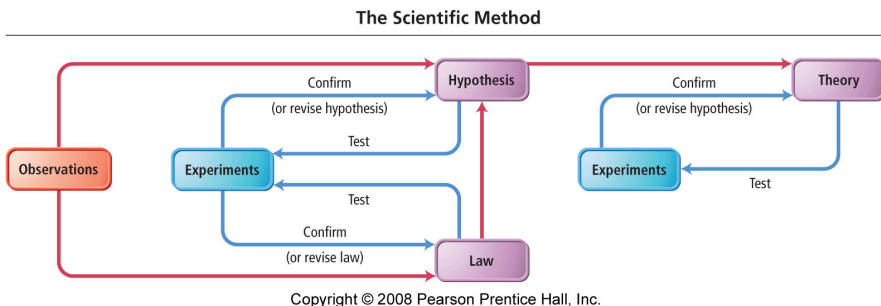 The Scientific Method
Confirm
(or revise hypothesis)
Hypothesis
Test
Observations
Experiments
Test
Confirm
(or revise law)
Law
Confirm
(or revise hypothesis)
Theory
Experiments
Test
Copyright © 2008 Pearson Prentice Hall, Inc.